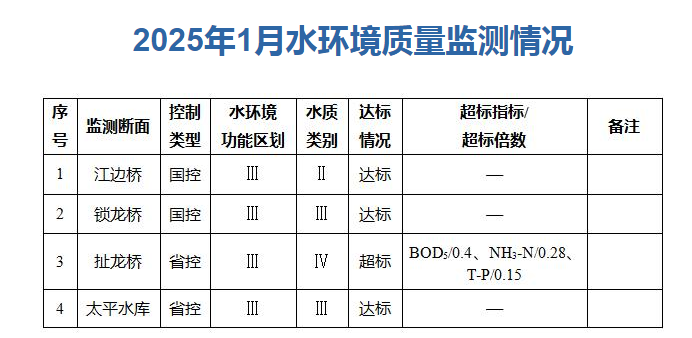 2025年1月水环境质量监测情况
序号 监测断面 控制类型 水环境功能区划 水质类别 达标情况 超标指标/超标倍数 备注
1 江边桥 国控 Ⅲ Ⅱ 达标 —
2 锁龙桥 国控 Ⅲ Ⅲ 达标 —
3 扯龙桥 省控 Ⅲ Ⅳ 超标 BOD₅/0.4、NH₃-N/0.28、T-P/0.15
4 太平水库 省控 Ⅲ Ⅲ 达标 —